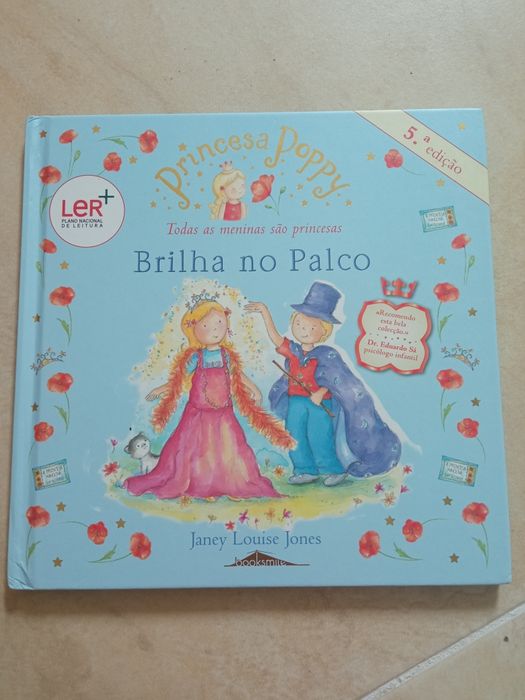 Princesa Poppy
5.ª edição
LeR+
PLANO NACIONAL
DE LEITURA
Todas as meninas são princesas
Brilha no Palco
«Recomendo
esta bela
colecção.»
Dr. Eduardo Sá
psicólogo infantil
Janey Louise Jones
booksmile